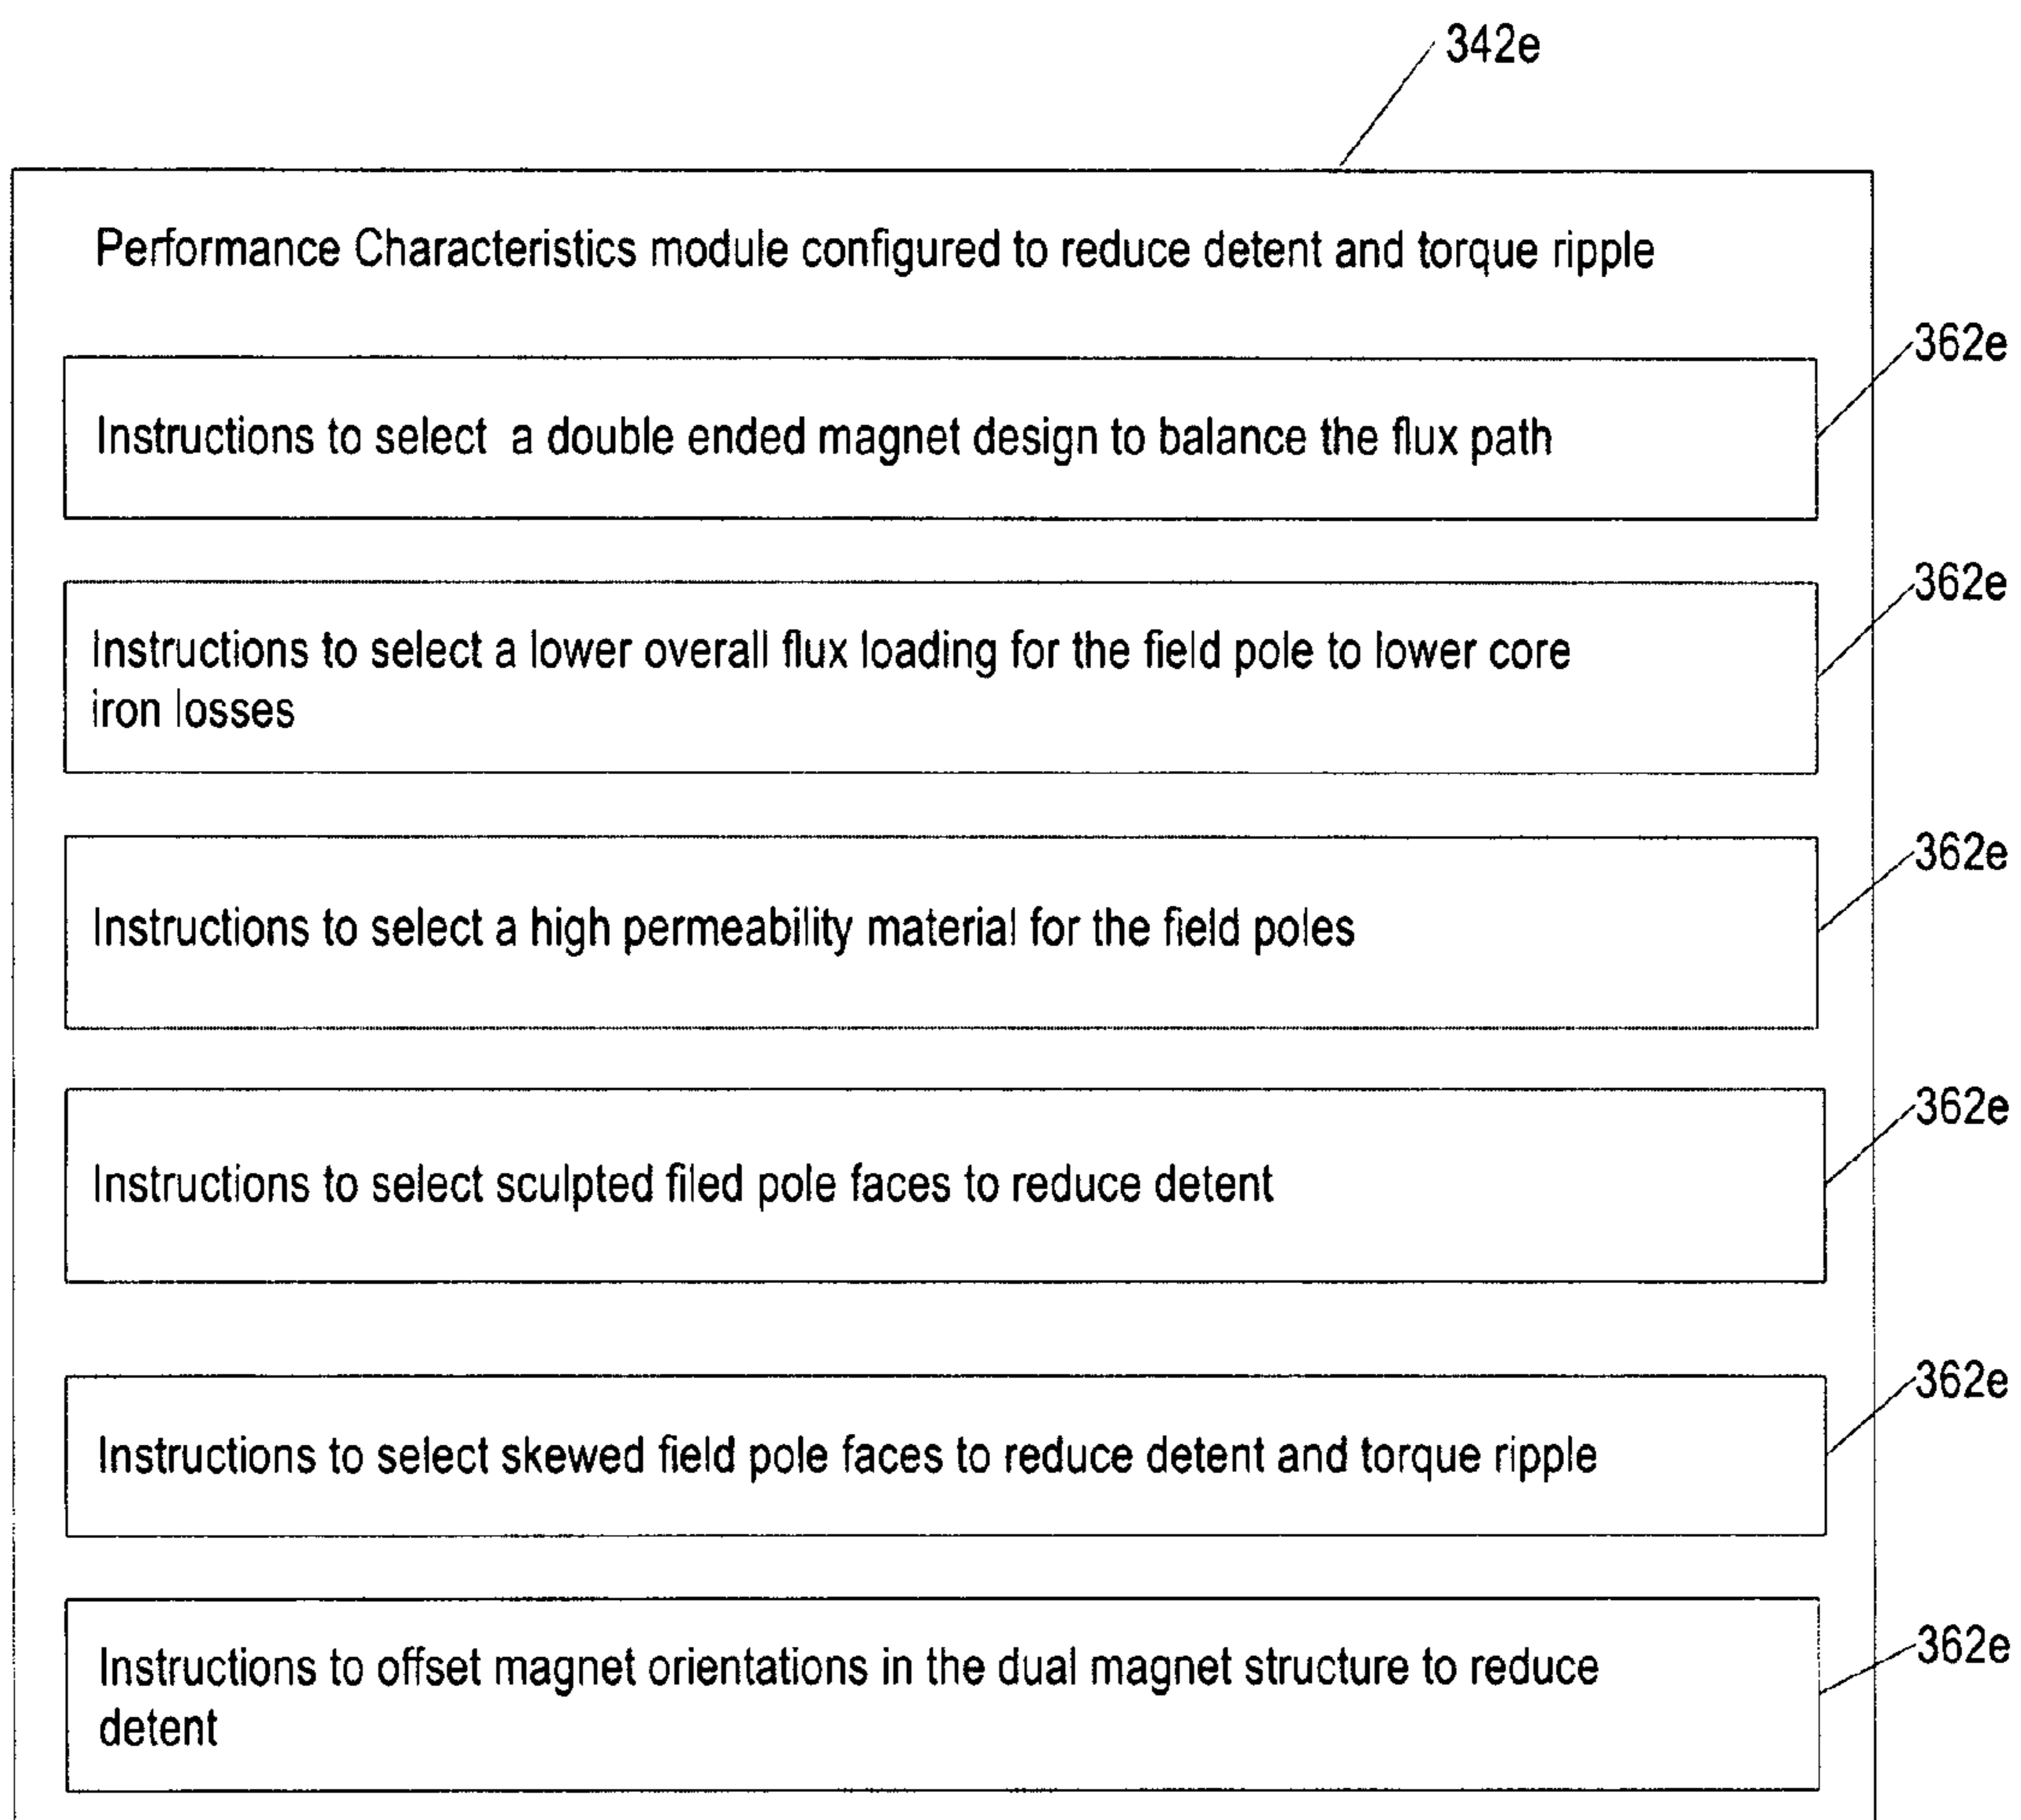 342e
Performance Characteristics module configured to reduce detent and torque ripple
362e
Instructions to select a double ended magnet design to balance the flux path
362e
Instructions to select a lower overall flux loading for the field pole to lower core
iron losses
362e
Instructions to select a high permeability material for the field poles
362e
Instructions to select sculpted filed pole faces to reduce detent
362e
Instructions to select skewed field pole faces to reduce detent and torque ripple
362e
Instructions to offset magnet orientations in the dual magnet structure to reduce
detent